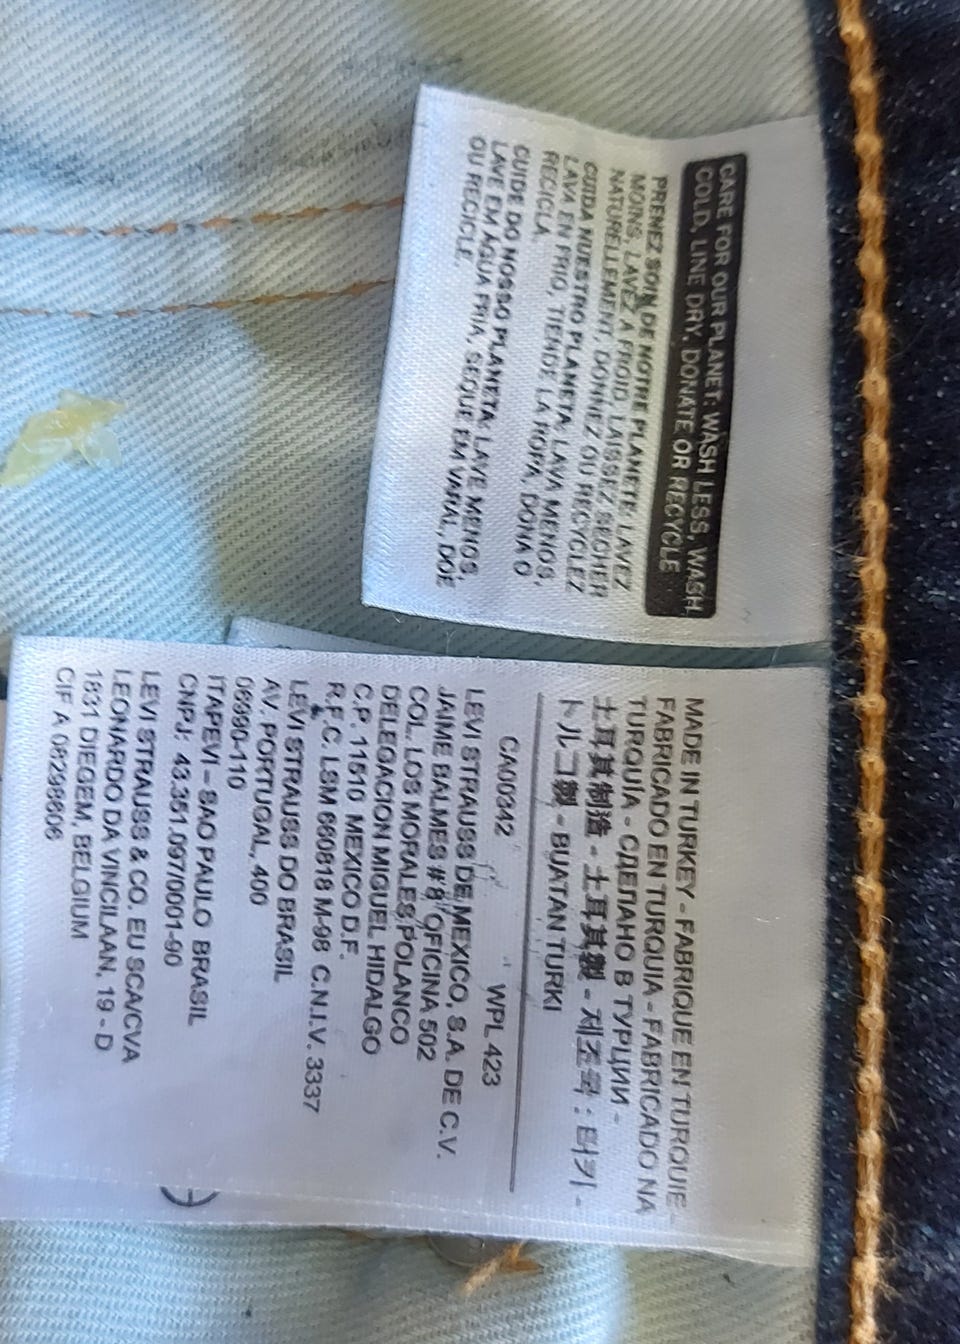 CARE FOR OUR PLANET: WASH LESS, WASH
COLD, LINE DRY, DONATE OR RECYCLE
PRENEZ SOIN DE NOTRE PLANETE LAVEZ
MOINS, LAVEZ A FROID, LAISSEZ SECHER
NATURELLEMENT, DONNEZ OU RECYCLEZ
CUIDA NUESTRO PLANETA: LAVA MENOS,
LAVA EN FRIO, TIENDE LA ROPA, DONA O
RECICLA.
CUIDE DO NOSSO PLANETA: LAVE MENOS,
LAVE EM ÁGUA FRIA, SEQUE EM VARAL, DOE
OU RECICLE.
MADE IN TURKEY - FABRIQUE EN TURQUIE -
FABRICADO EN TURQUIA - FABRICADO NA
TURQUÍA - СДЕЛАНО В ТУРЦИИ -
土耳其制造 - 土耳其製 - 제조국 : 터키 -
トルコ製 - BUATAN TURKI
CA00342 WPL 423
LEVI STRAUSS DE MEXICO, S.A. DE C.V.
JAIME BALMES #8 OFICINA 502
COL. LOS MORALES POLANCO
DELEGACION MIGUEL HIDALGO
C.P. 11510 MEXICO D.F.
R.F.C. LSM 660818 M-98 C.N.I.V. 3337
LEVI STRAUSS DO BRASIL
AV. PORTUGAL, 400
06690-110
ITAPEVI – SAO PAULO BRASIL
CNPJ: 43.351.097/0001-90
LEVI STRAUSS & CO. EU SCA/CVA
LEONARDO DA VINCILAAN, 19 - D
1831 DIEGEM, BELGIUM
CIF A 08298606